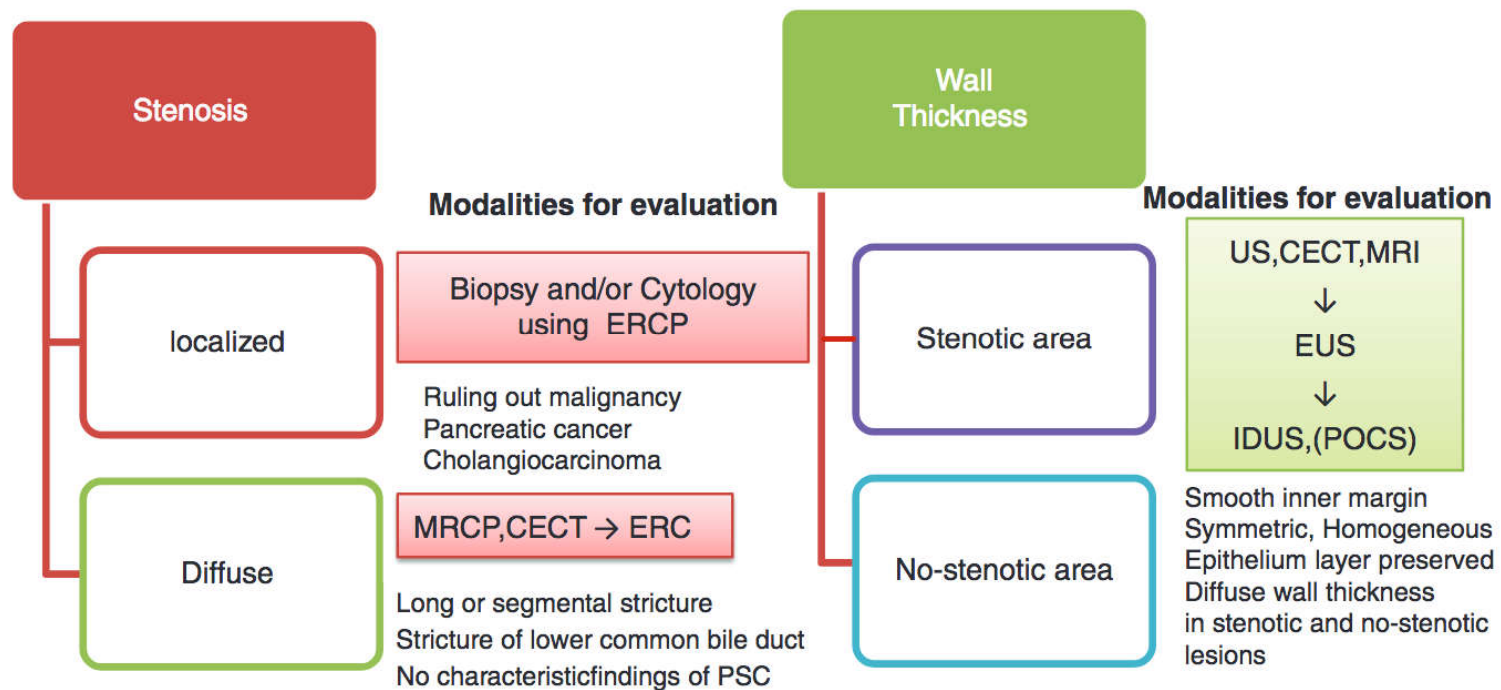 Stenosis
Modalities for evaluation
localized
Biopsy and/or Cytology
using ERCP
Ruling out malignancy
Pancreatic cancer
Cholangiocarcinoma
Diffuse
MRCP,CECT → ERC
Long or segmental stricture
Stricture of lower common bile duct
No characteristicfindings of PSC
Wall
Thickness
Modalities for evaluation
Stenotic area
US,CECT,MRI
↓
EUS
↓
IDUS,(POCS)
No-stenotic area
Smooth inner margin
Symmetric, Homogeneous
Epithelium layer preserved
Diffuse wall thickness
in stenotic and no-stenotic
lesions